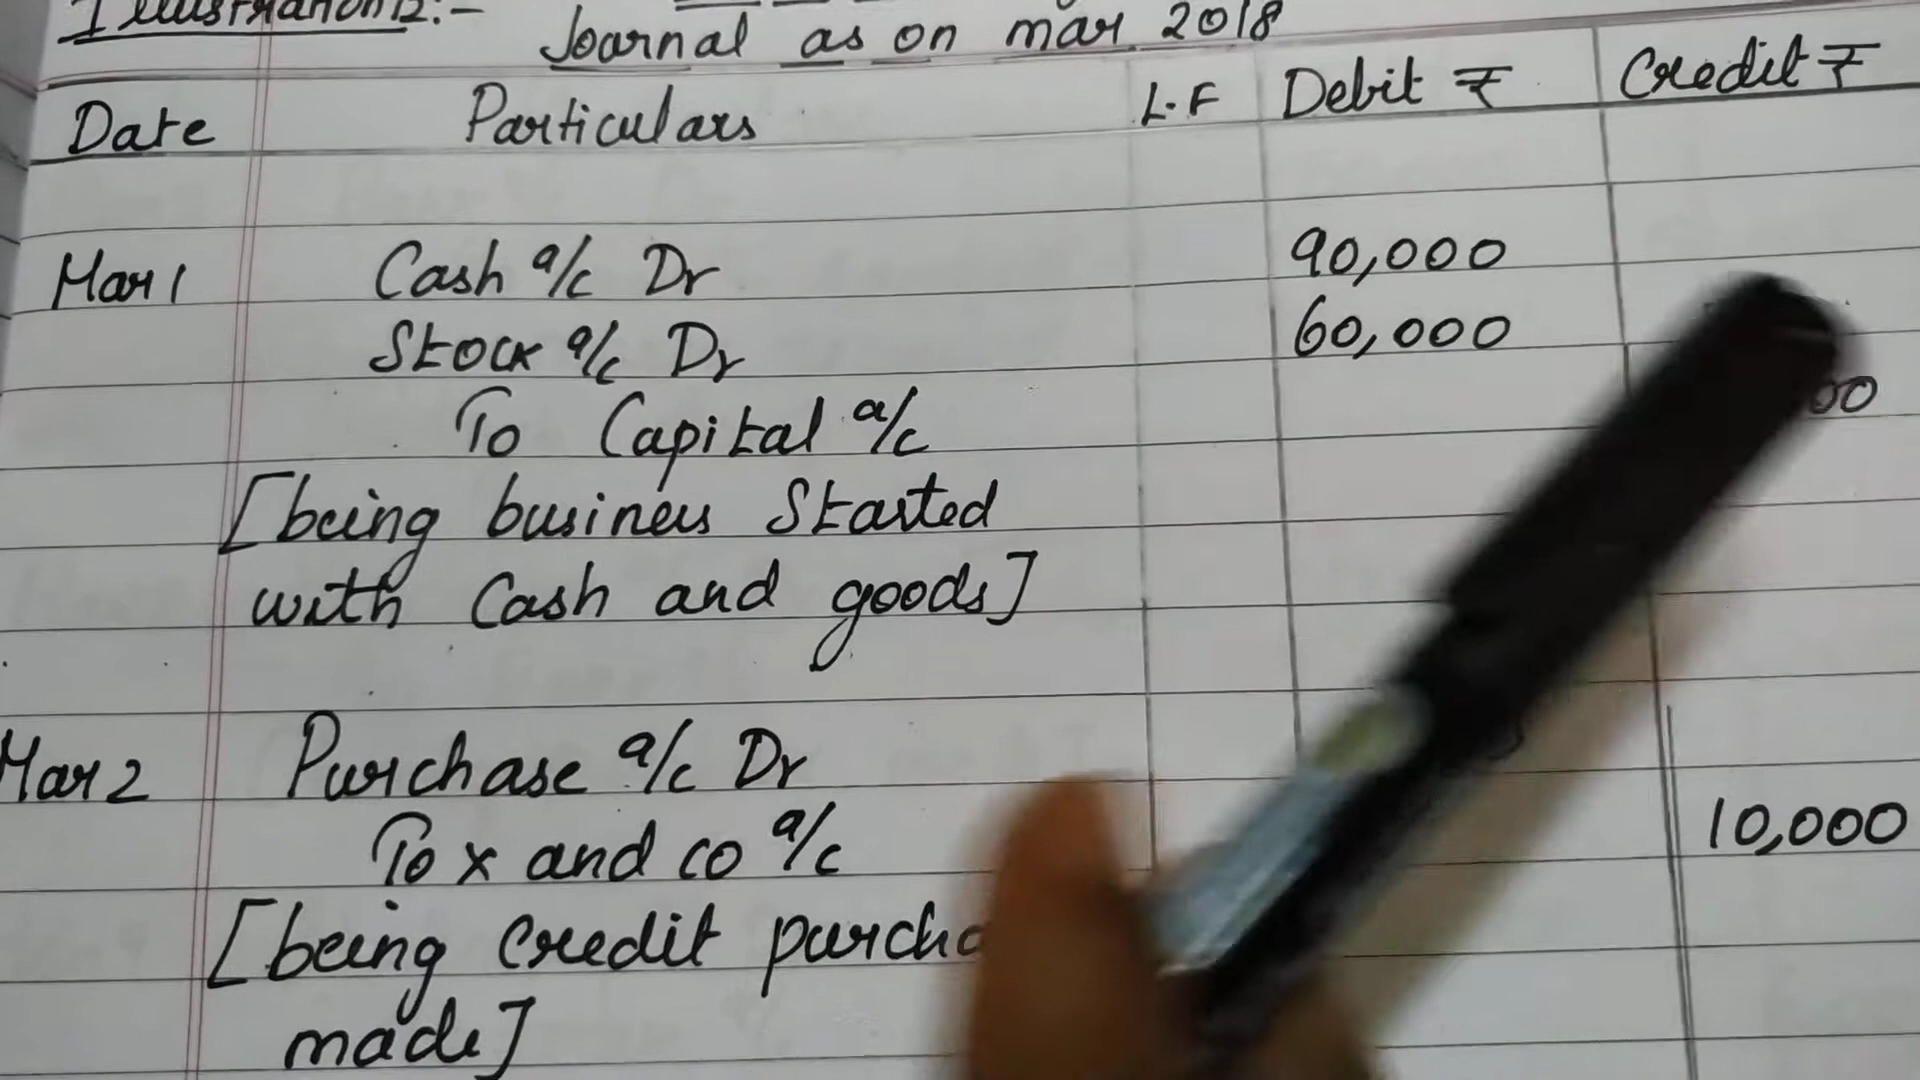 Illustration 12:-
Journal as on mar 2018
Date Particulars L.F Debit ₹ Credit ₹
Mar 1 Cash a/c Dr 90,000
Stock a/c Dr 60,000
To Capital a/c
[being business Started
with Cash and goods]
Mar 2 Purchase a/c Dr
To x and co a/c 10,000
[being credit
made]